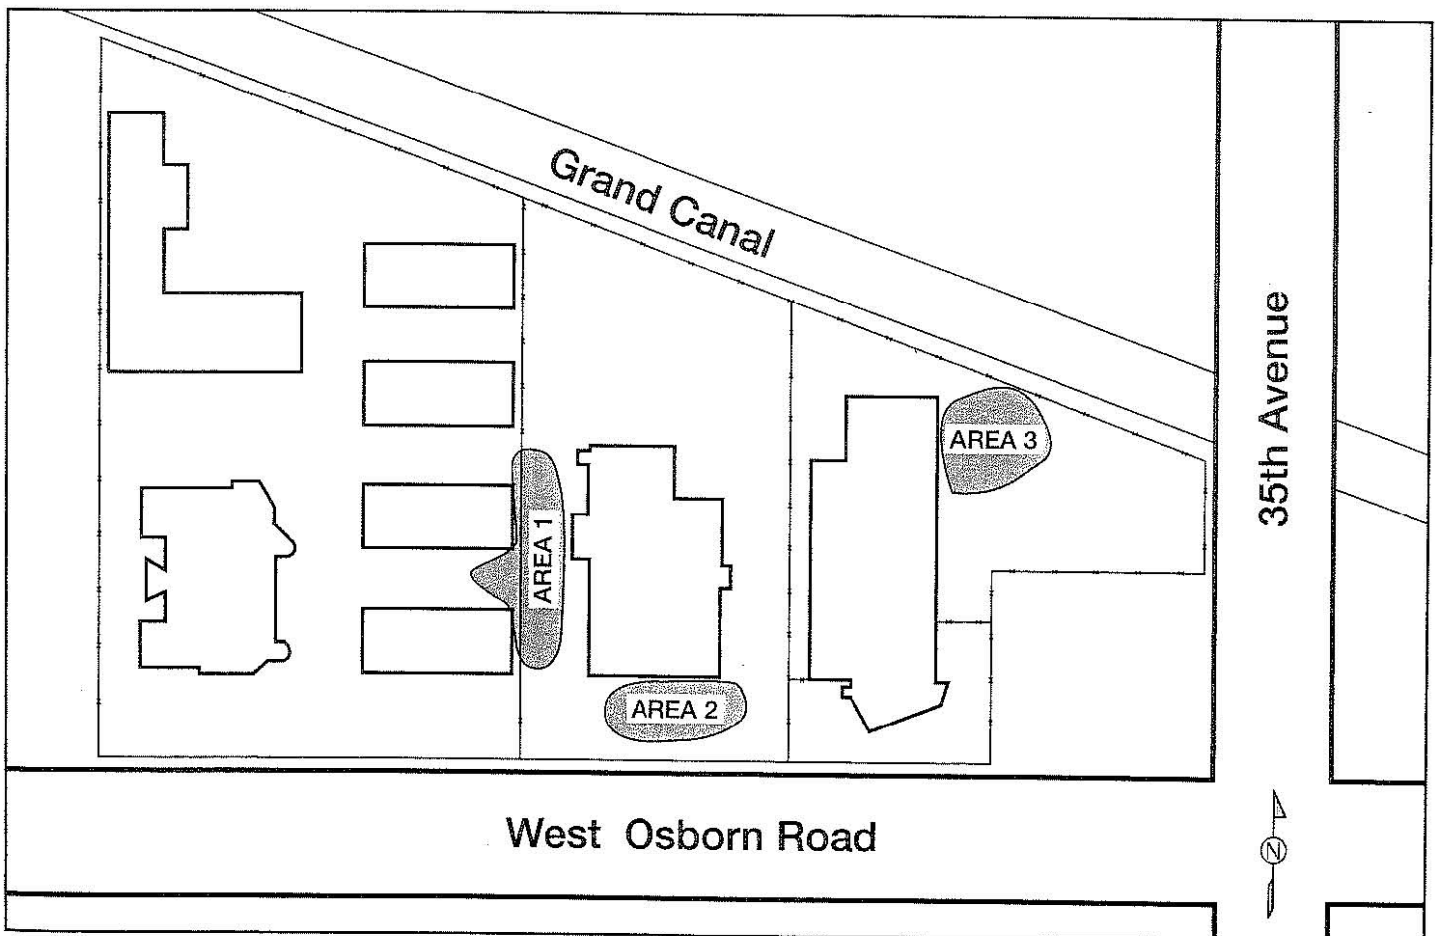 Grand Canal
35th Avenue
AREA 3
AREA 1
AREA 2
West Osborn Road
N